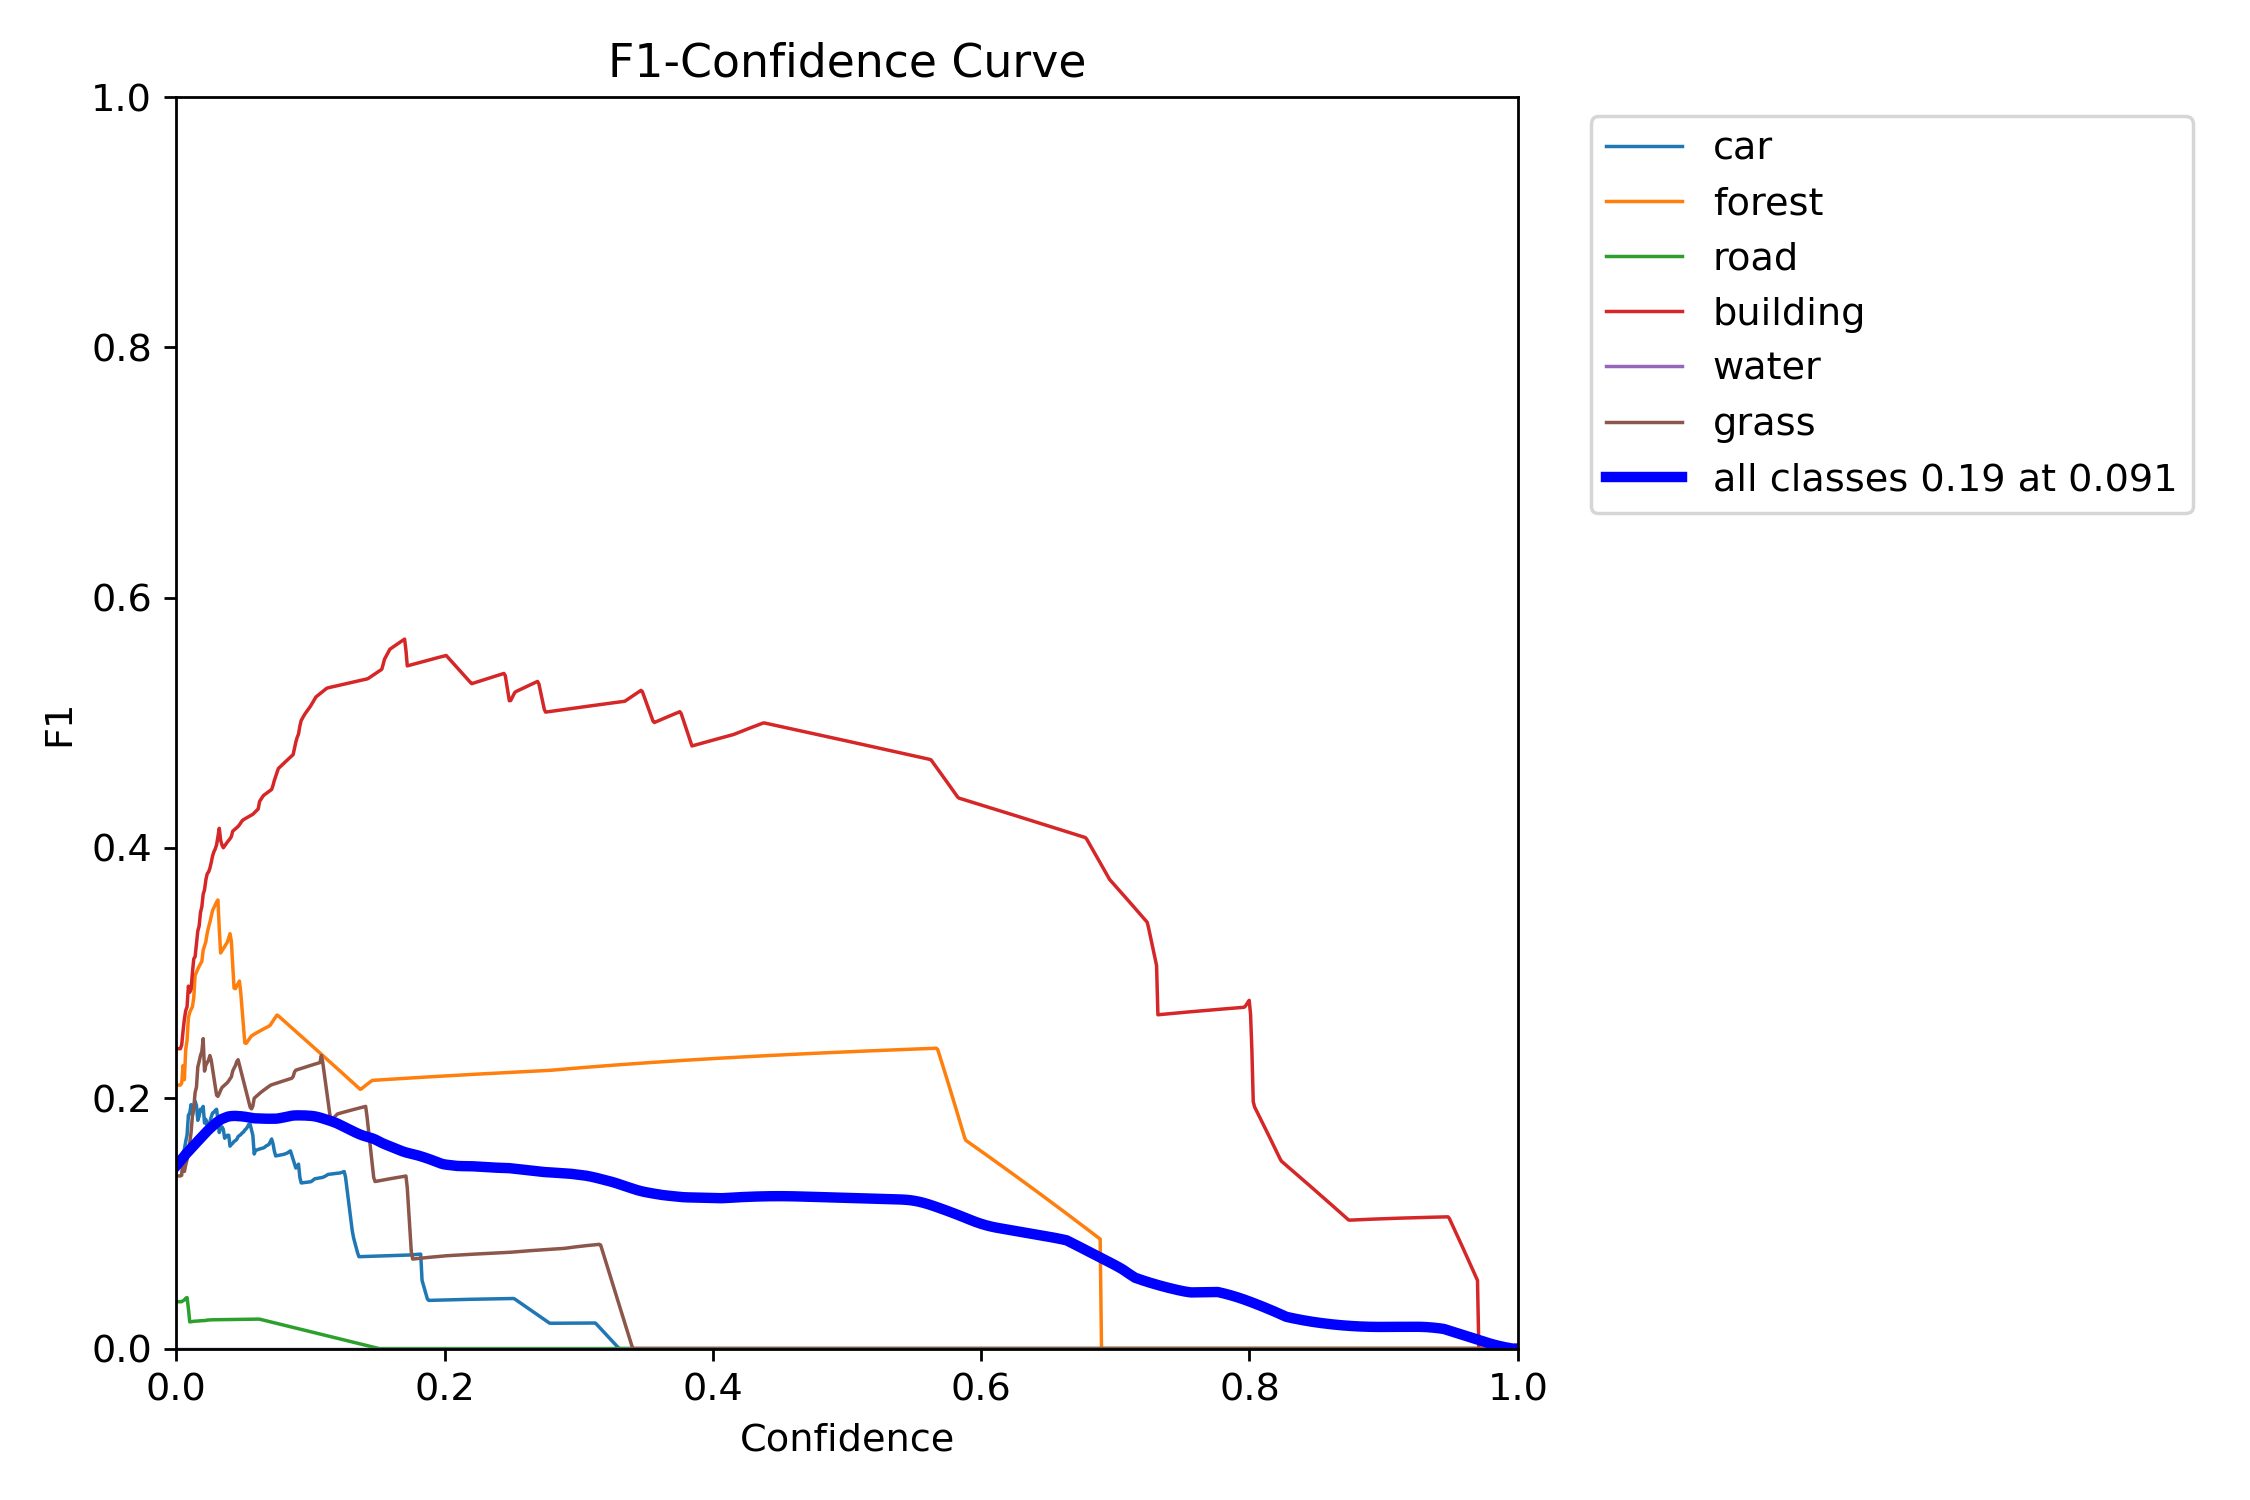 F1-Confidence Curve
1.0
0.8
0.6
0.4
0.2
0.0
F1
0.0 0.2 0.4 0.6 0.8 1.0
Confidence
car
forest
road
building
water
grass
all classes 0.19 at 0.091